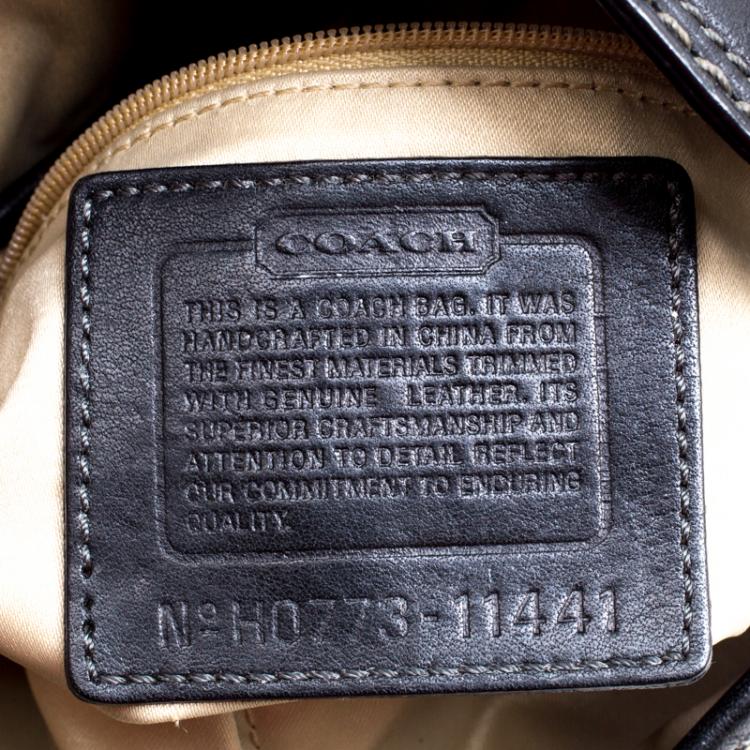 COACH
THIS IS A COACH BAG. IT WAS
HANDCRAFTED IN CHINA FROM
THE FINEST MATERIALS TRIMMED
WITH GENUINE LEATHER. ITS
SUPERIOR CRAFTSMANSHIP AND
ATTENTION TO DETAIL REFLECT
OUR COMMITMENT TO ENDURING
QUALITY.
Nº H0773-11441